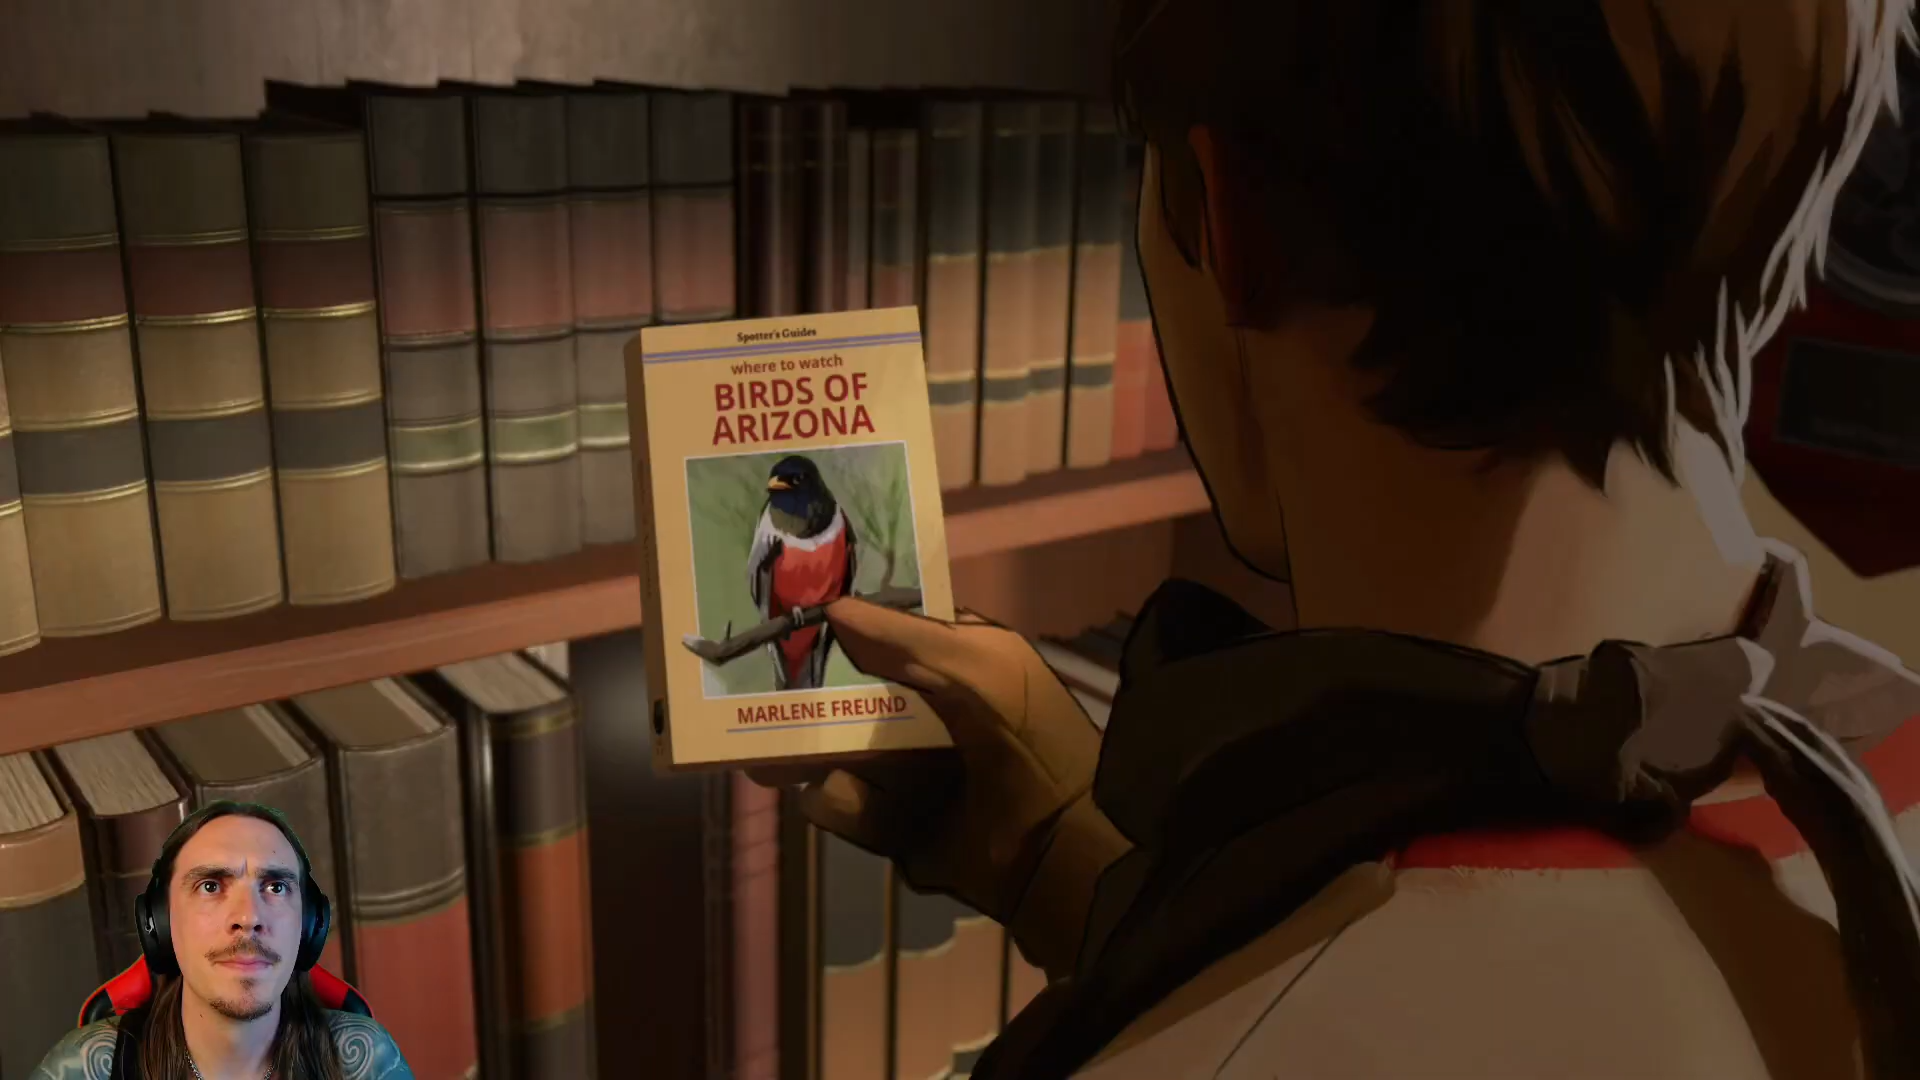 Spotter's Guides
where to watch
BIRDS OF
ARIZONA
MARLENE FREUND